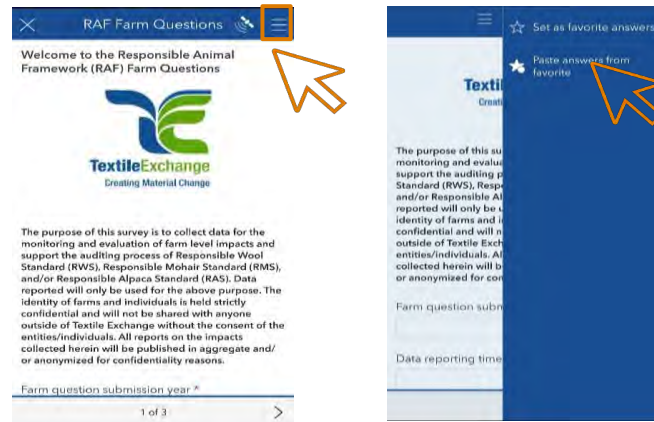 RAF Farm Questions
Welcome to the Responsible Animal
Framework (RAF) Farm Questions
TextileExchange
Creating Material Change
The purpose of this survey is to collect data for the
monitoring and evaluation of farm level impacts and
support the auditing process of Responsible Wool
Standard (RWS), Responsible Mohair Standard (RMS),
and/or Responsible Alpaca Standard (RAS). Data
reported will only be used for the above purpose. The
identity of farms and individuals is held strictly
confidential and will not be shared with anyone
outside of Textile Exchange without the consent of the
entities/individuals. All reports on the impacts
collected herein will be published in aggregate and/
or anonymized for confidentiality reasons.
Farm question submission year *
1 of 3
Set as favorite answers
Paste answers from
favorite
Textil
Creati
The purpose of this su
monitoring and evalua
support the auditing p
Standard (RWS), Respo
and/or Responsible Al
reported will only be u
identity of farms and i
confidential and will n
outside of Textile Exch
entities/individuals. Al
collected herein will b
or anonymized for con
Farm question subn
Data reporting time